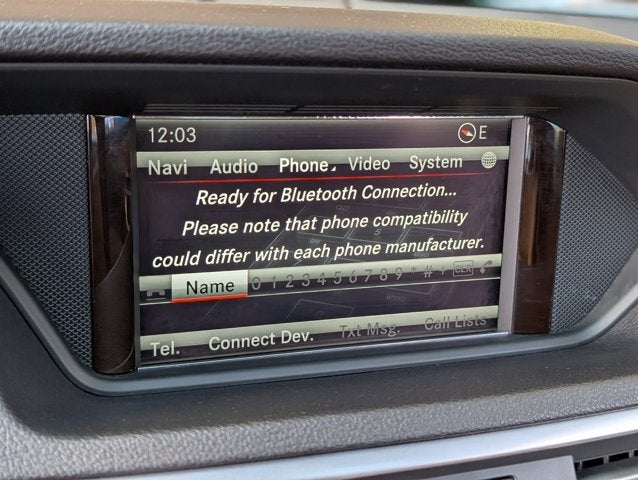 12:03 E
Navi Audio Phone Video System
Ready for Bluetooth Connection...
Please note that phone compatibility
could differ with each phone manufacturer.
Name 0 1 2 3 4 5 6 7 8 9 * # + CLR
Tel. Connect Dev. Txt Msg. Call Lists